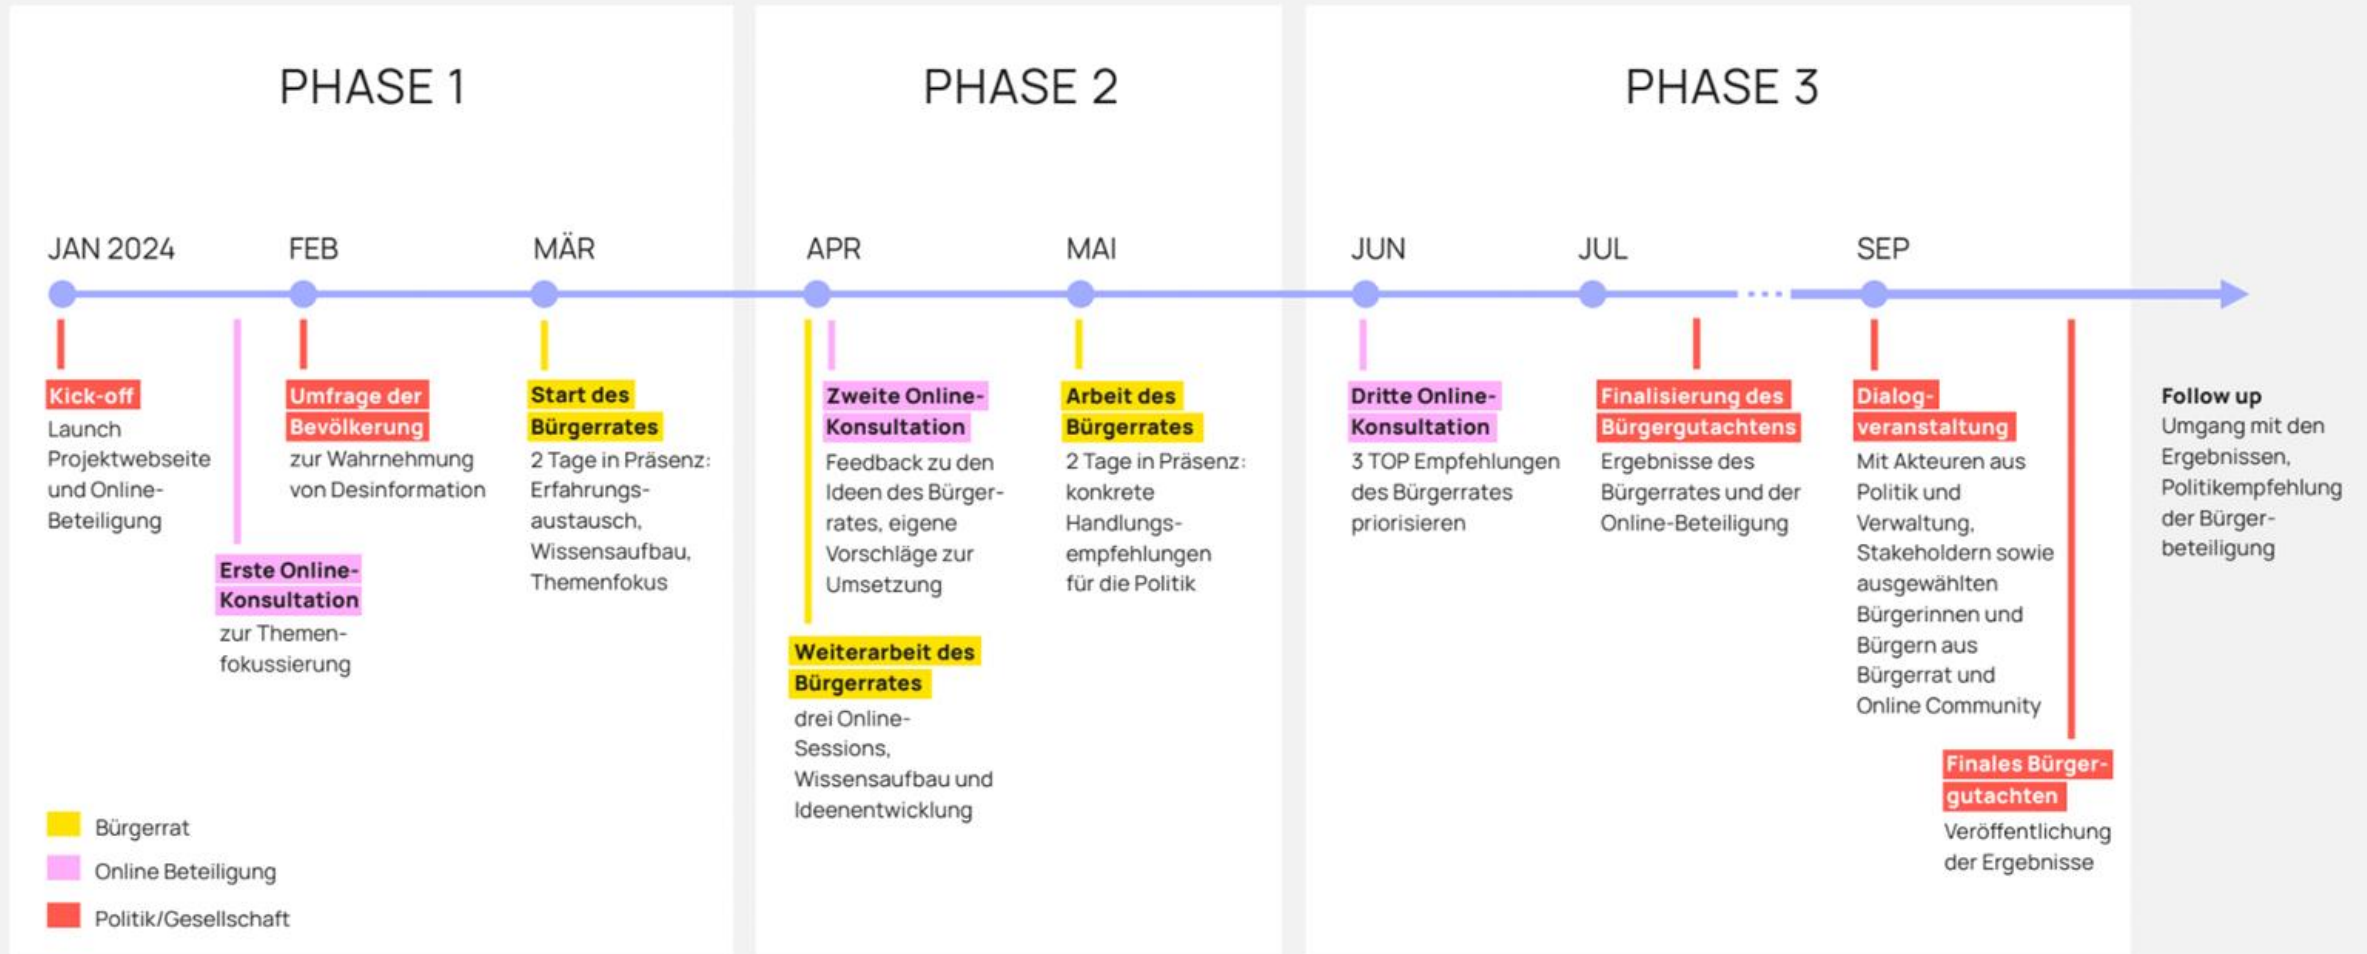 PHASE 1
JAN 2024
FEB
MÄR
Kick-off
Launch
Projektwebseite
und Online-
Beteiligung
Erste Online-
Konsultation
zur Themen-
fokussierung
Umfrage der
Bevölkerung
zur Wahrnehmung
von Desinformation
Start des
Bürgerrates
2 Tage in Präsenz:
Erfahrungs-
austausch,
Wissensaufbau,
Themenfokus
Bürgerrat
Online Beteiligung
Politik/Gesellschaft
PHASE 2
APR
MAI
Zweite Online-
Konsultation
Feedback zu den
Ideen des Bürger-
rates, eigene
Vorschläge zur
Umsetzung
Weiterarbeit des
Bürgerrates
drei Online-
Sessions,
Wissensaufbau und
Ideenentwicklung
Arbeit des
Bürgerrates
2 Tage in Präsenz:
konkrete
Handlungs-
empfehlungen
für die Politik
PHASE 3
JUN
JUL
SEP
Dritte Online-
Konsultation
3 TOP Empfehlungen
des Bürgerrates
priorisieren
Finalisierung des
Bürgergutachtens
Ergebnisse des
Bürgerrates und der
Online-Beteiligung
Dialog-
veranstaltung
Mit Akteuren aus
Politik und
Verwaltung,
Stakeholdern sowie
ausgewählten
Bürgerinnen und
Bürgern aus
Bürgerrat und
Online Community
Finales Bürger-
gutachten
Veröffentlichung
der Ergebnisse
Follow up
Umgang mit den
Ergebnissen,
Politikempfehlung
der Bürger-
beteiligung